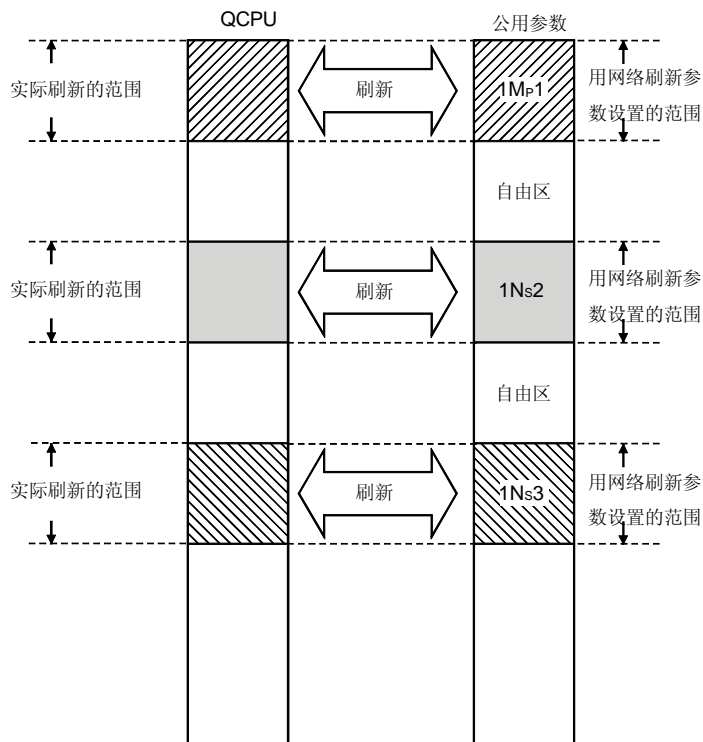 QCPU
公用参数
实际刷新的范围
刷新
1MP1
用网络刷新参
数设置的范围
自由区
实际刷新的范围
刷新
1NS2
用网络刷新参
数设置的范围
自由区
实际刷新的范围
刷新
1NS3
用网络刷新参
数设置的范围